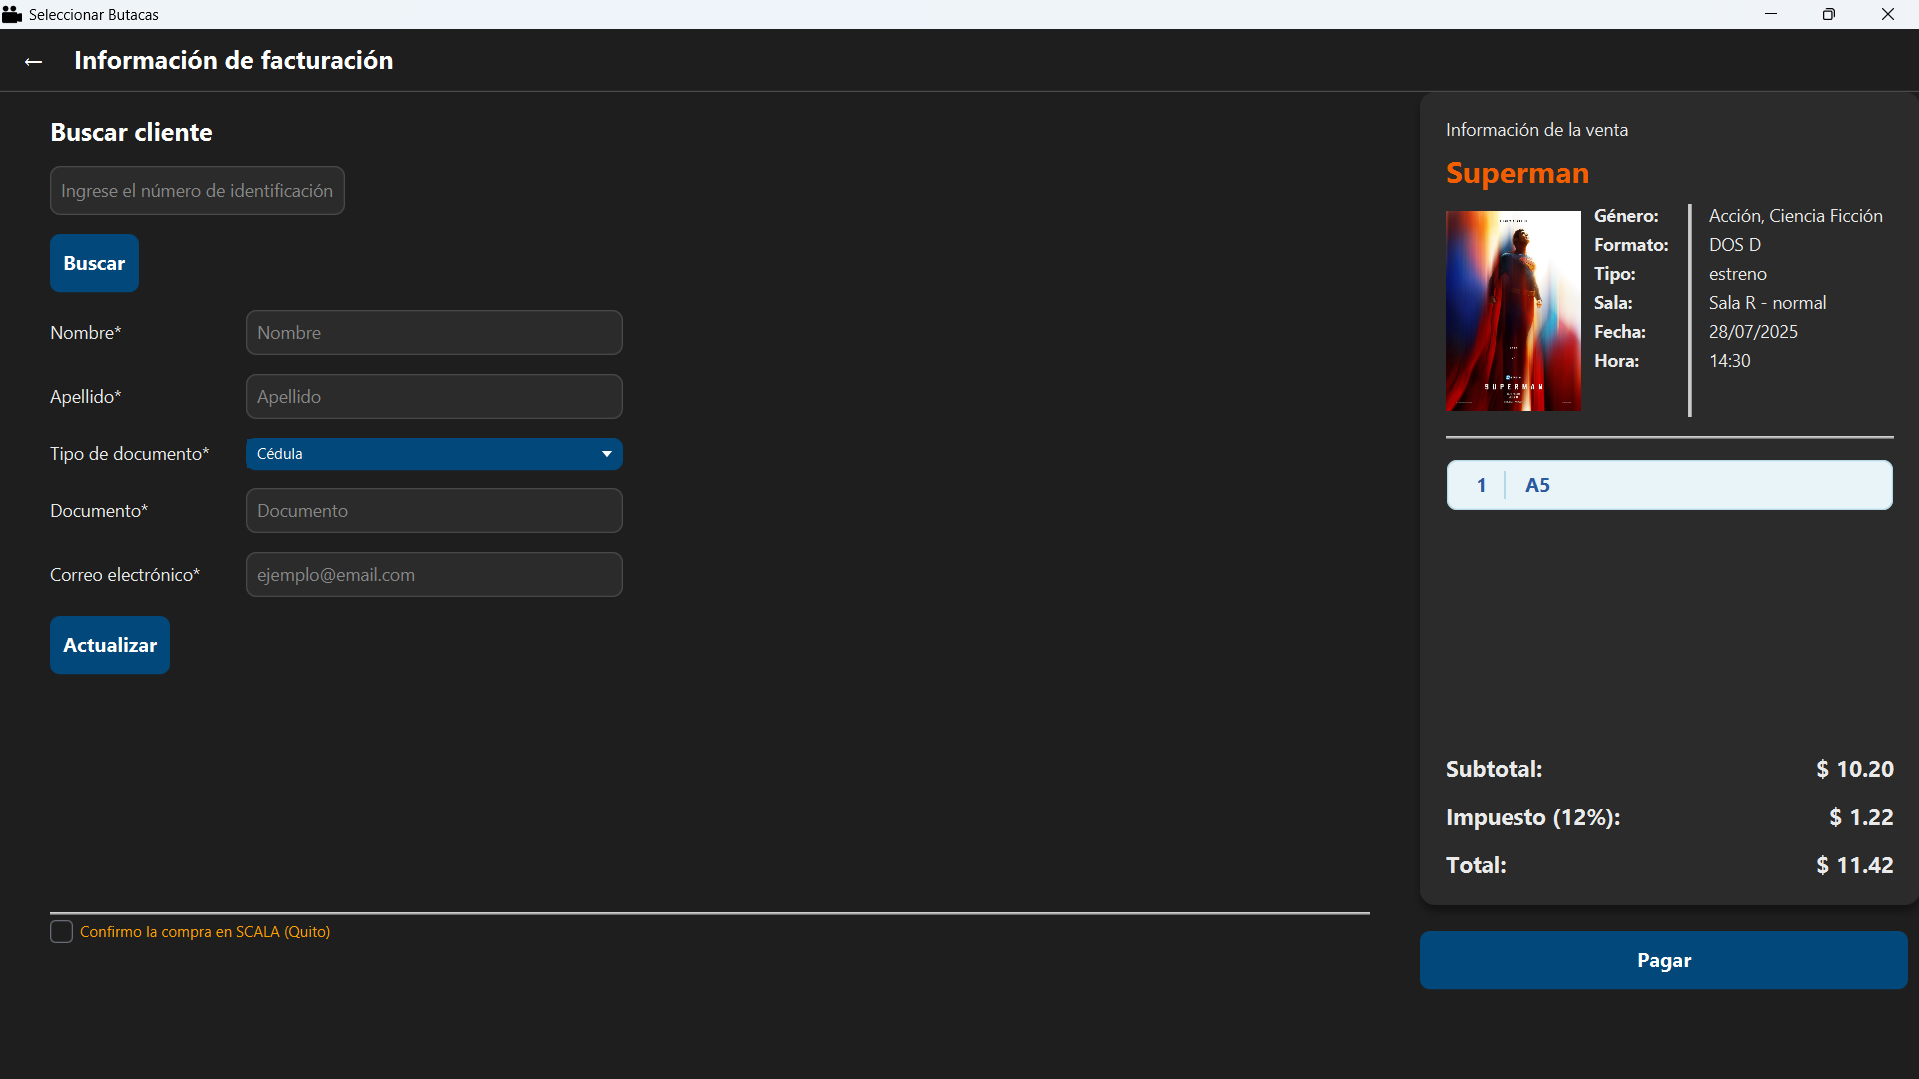 Seleccionar Butacas
← Información de facturación
Buscar cliente
Ingrese el número de identificación
Buscar
Nombre* Nombre
Apellido* Apellido
Tipo de documento* Cédula
Documento* Documento
Correo electrónico* ejemplo@email.com
Actualizar
Confirmo la compra en SCALA (Quito)
Información de la venta
Superman
SUPERMAN
Género: Acción, Ciencia Ficción
Formato: DOS D
Tipo: estreno
Sala: Sala R - normal
Fecha: 28/07/2025
Hora: 14:30
1 A5
Subtotal: $ 10.20
Impuesto (12%): $ 1.22
Total: $ 11.42
Pagar